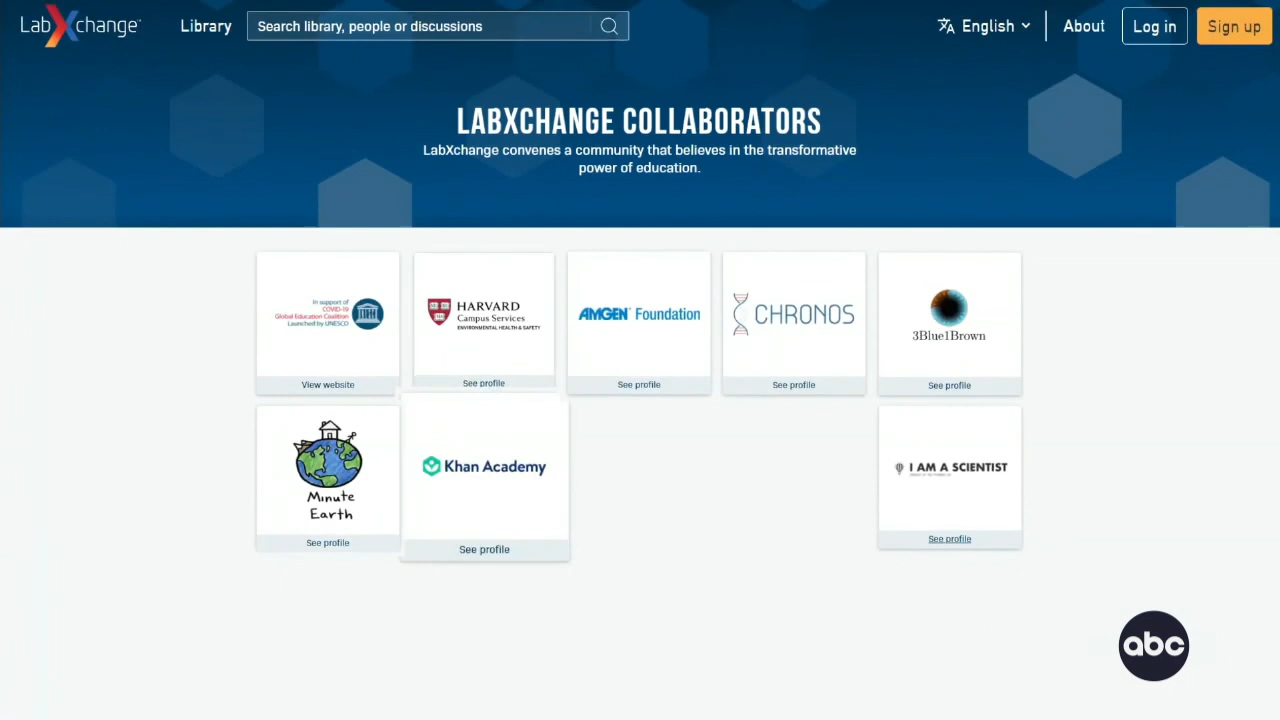 LabXchange
Library
Search library, people or discussions
English
About
Log in
Sign up
LABXCHANGE COLLABORATORS
LabXchange convenes a community that believes in the transformative
power of education.
In support of
COVID-19
Global Education Coalition
Launched by UNESCO
View website
HARVARD
Campus Services
ENVIRONMENTAL HEALTH & SAFETY
See profile
AMGEN Foundation
See profile
CHRONOS
See profile
3Blue1Brown
See profile
Minute
Earth
See profile
Khan Academy
See profile
I AM A SCIENTIST
See profile
abc